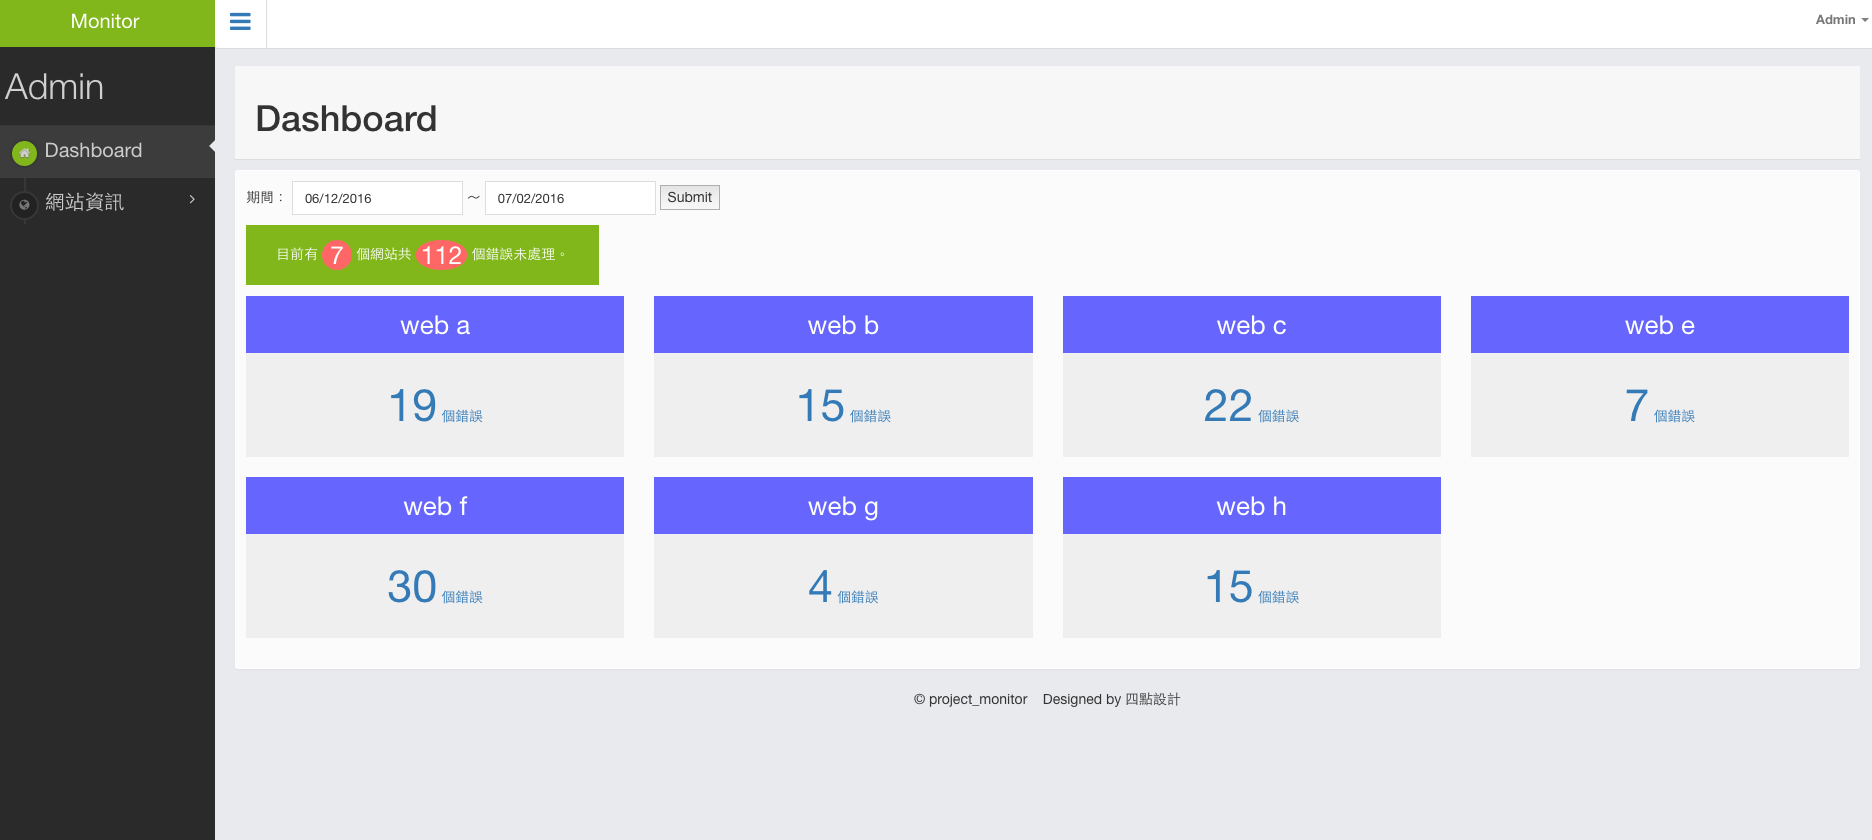 Monitor
Admin
Admin
Dashboard
網站資訊
Dashboard
期間： 06/12/2016 ～ 07/02/2016 Submit
目前有 7 個網站共 112 個錯誤未處理。
web a
19 個錯誤
web b
15 個錯誤
web c
22 個錯誤
web e
7 個錯誤
web f
30 個錯誤
web g
4 個錯誤
web h
15 個錯誤
© project_monitor Designed by 四點設計